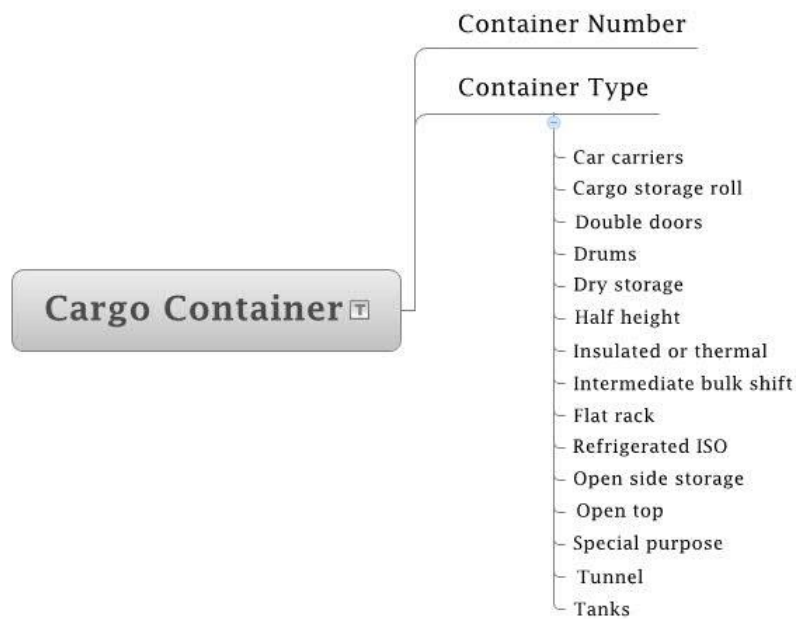 Container Number
Container Type
Cargo Container T
Car carriers
Cargo storage roll
Double doors
Drums
Dry storage
Half height
Insulated or thermal
Intermediate bulk shift
Flat rack
Refrigerated ISO
Open side storage
Open top
Special purpose
Tunnel
Tanks